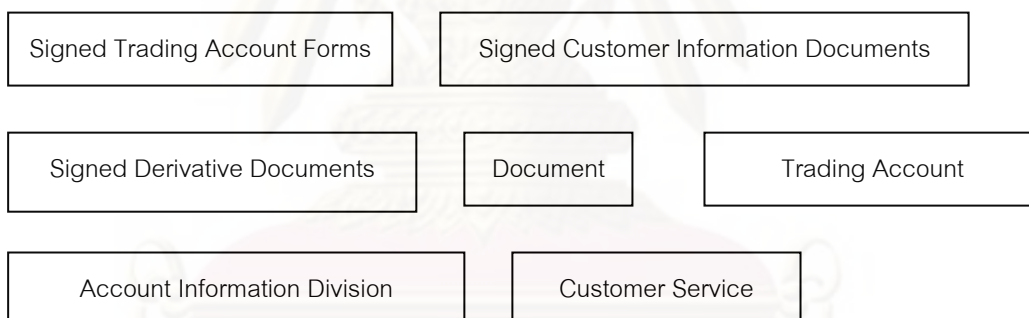 Signed Trading Account Forms
Signed Customer Information Documents
Signed Derivative Documents
Document
Trading Account
Account Information Division
Customer Service